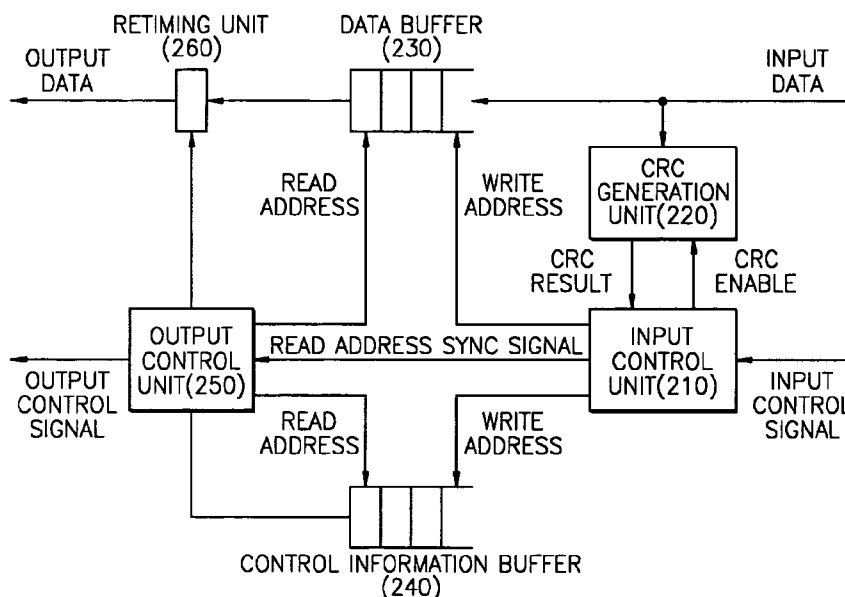 RETIMING UNIT
(260)
DATA BUFFER
(230)
OUTPUT
DATA
INPUT
DATA
READ
ADDRESS
WRITE
ADDRESS
CRC
GENERATION
UNIT(220)
CRC
RESULT
CRC
ENABLE
OUTPUT
CONTROL
UNIT(250)
READ ADDRESS SYNC SIGNAL
INPUT
CONTROL
UNIT(210)
OUTPUT
CONTROL
SIGNAL
READ
ADDRESS
WRITE
ADDRESS
INPUT
CONTROL
SIGNAL
CONTROL INFORMATION BUFFER
(240)